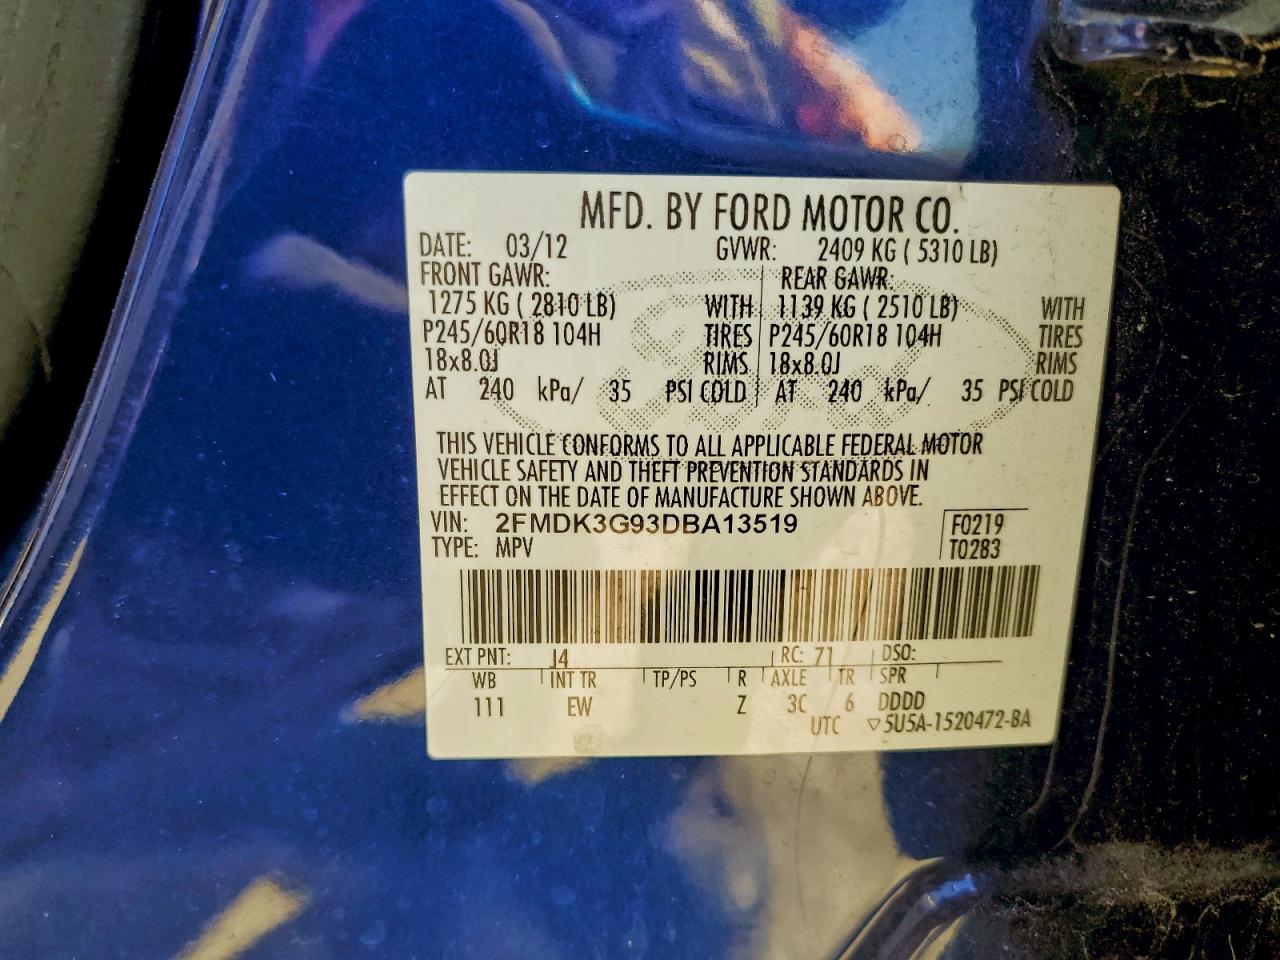 MFD. BY FORD MOTOR CO.
DATE: 03/12 GVWR: 2409 KG ( 5310 LB)
FRONT GAWR: REAR GAWR:
1275 KG ( 2810 LB) WITH 1139 KG ( 2510 LB) WITH
P245/60R18 104H TIRES P245/60R18 104H TIRES
18x8.0J RIMS 18x8.0J RIMS
AT 240 kPa/ 35 PSI COLD AT 240 kPa/ 35 PSI COLD
THIS VEHICLE CONFORMS TO ALL APPLICABLE FEDERAL MOTOR
VEHICLE SAFETY AND THEFT PREVENTION STANDARDS IN
EFFECT ON THE DATE OF MANUFACTURE SHOWN ABOVE.
VIN: 2FMDK3G93DBA13519 F0219
TYPE: MPV T0283
EXT PNT: J4 RC: 71 DSO:
WB INT TR TP/PS R AXLE TR SPR
111 EW Z 3C 6 DDDD
UTC ▽5U5A-1520472-BA